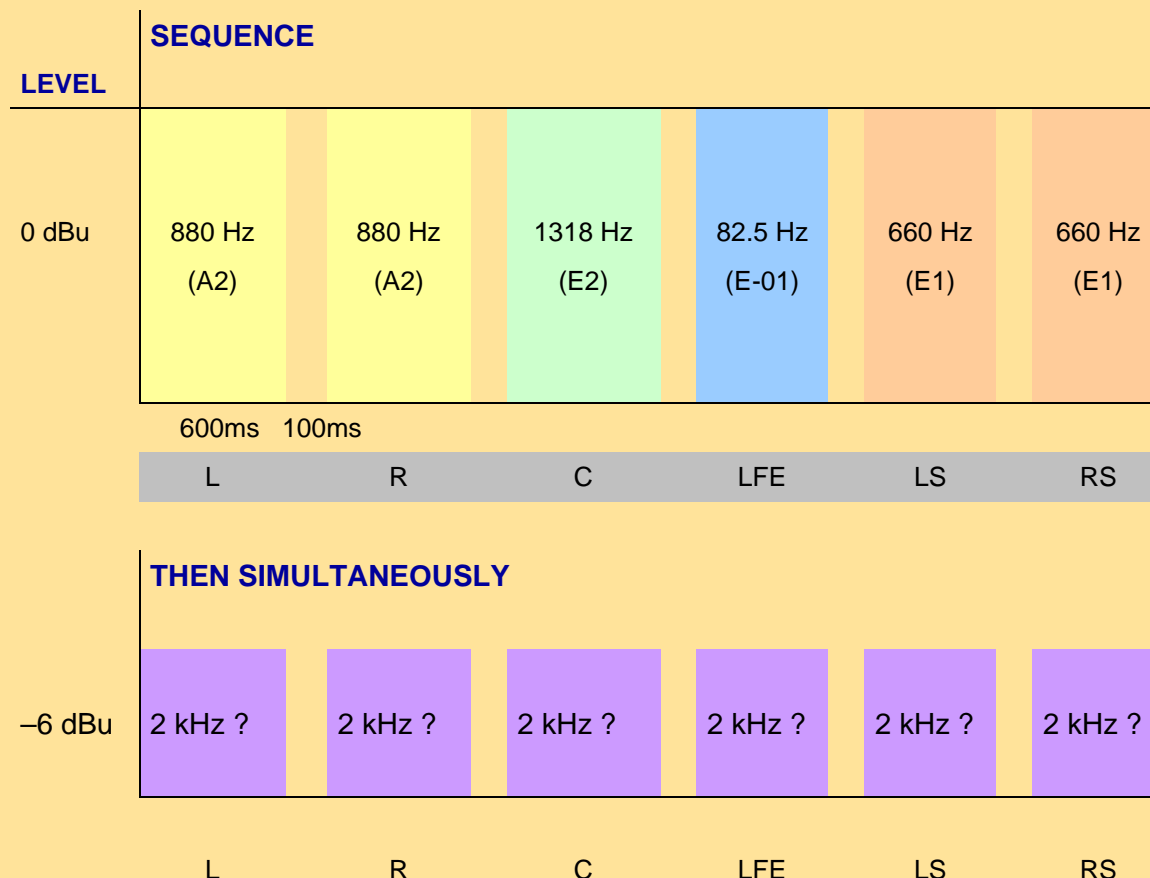 SEQUENCE
LEVEL
0 dBu 880 Hz 880 Hz 1318 Hz 82.5 Hz 660 Hz 660 Hz
(A2) (A2) (E2) (E-01) (E1) (E1)
600ms 100ms
L R C LFE LS RS
THEN SIMULTANEOUSLY
–6 dBu 2 kHz ? 2 kHz ? 2 kHz ? 2 kHz ? 2 kHz ? 2 kHz ?
L R C LFE LS RS